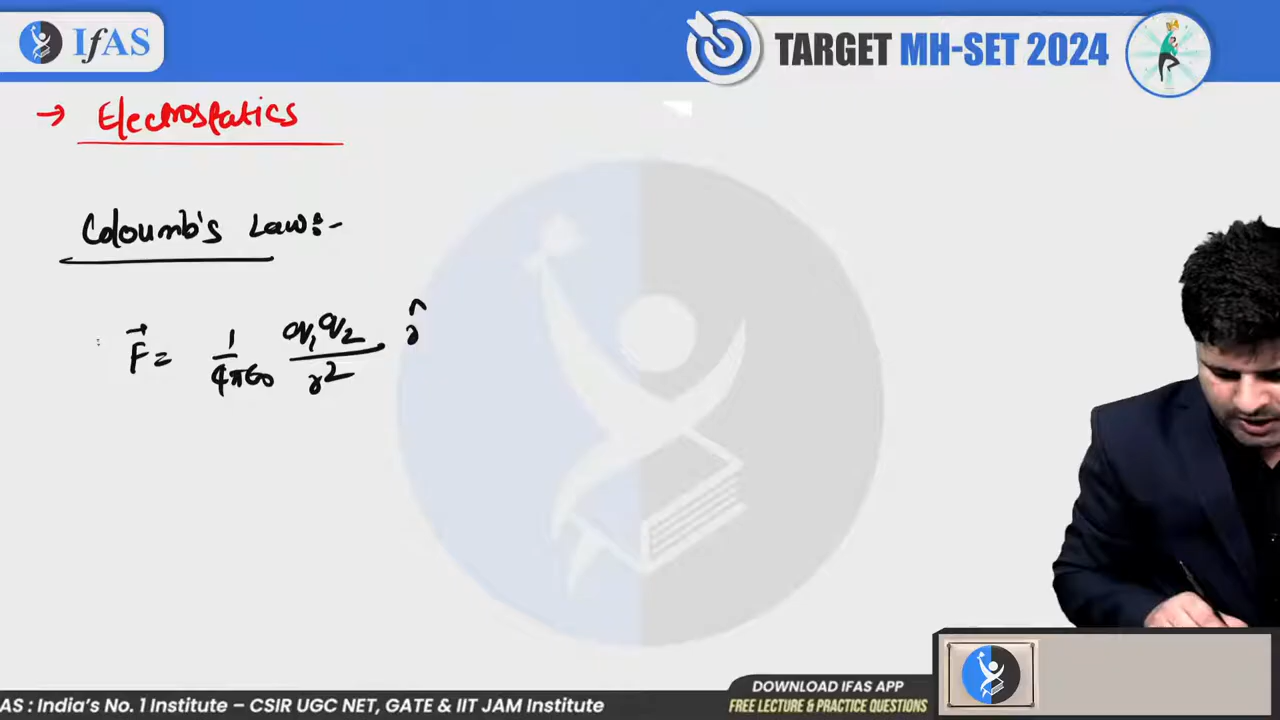 IfAS
TARGET MH-SET 2024
→ Electrostatics
Coloumb's Law:-
F⃗ = 1/4πε₀ q₁q₂/r² r̂
DOWNLOAD IFAS APP
FREE LECTURE & PRACTICE QUESTIONS
AS : India's No. 1 Institute – CSIR UGC NET, GATE & IIT JAM Institute